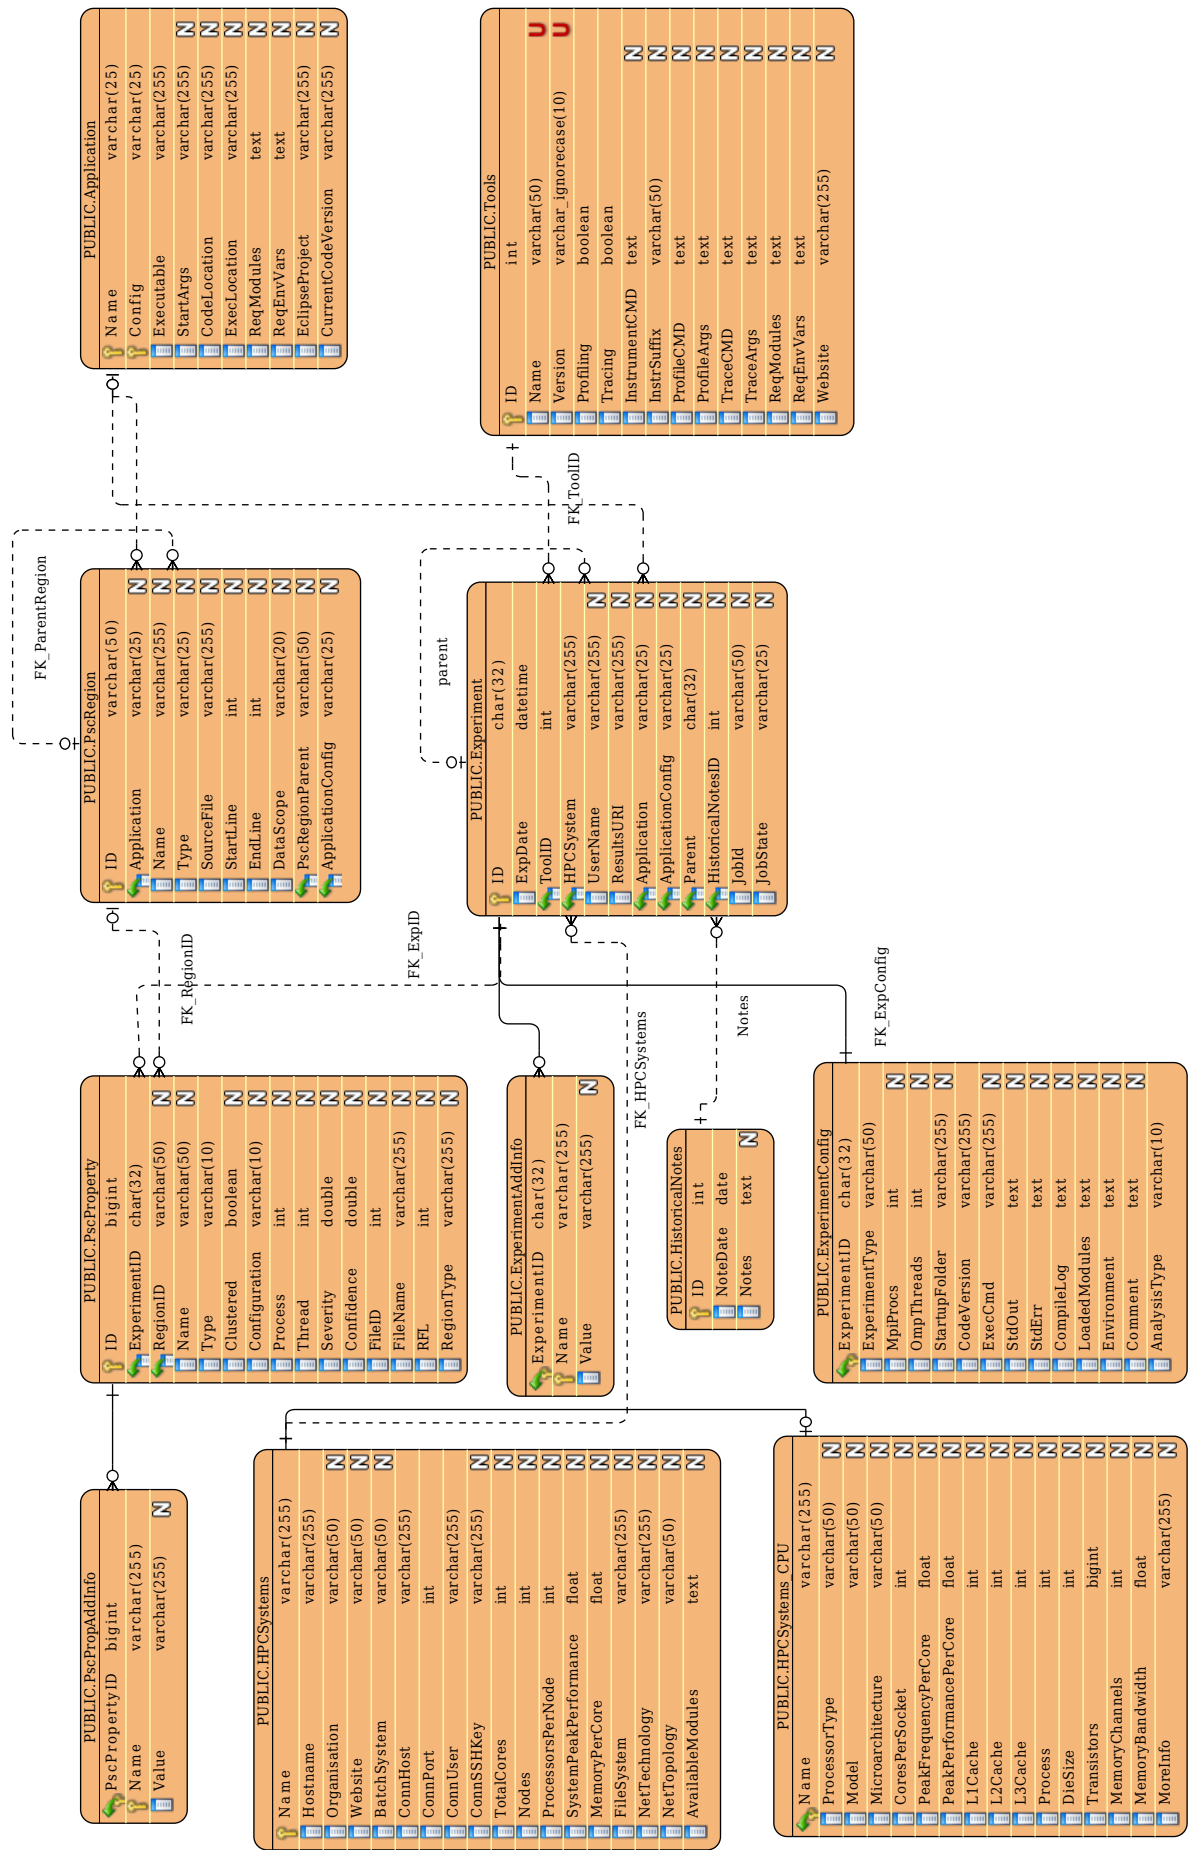 PUBLIC.Application
Name varchar(25)
Config varchar(25)
Executable varchar(255)
StartArgs varchar(255) N
CodeLocation varchar(255) N
ExecLocation varchar(255) N
ReqModules text N
ReqEnvVars text N
EclipseProject varchar(255) N
CurrentCodeVersion varchar(255) N
PUBLIC.Tools
ID int
Name varchar(50) U
Version varchar_ignorecase(10) U
Profiling boolean
Tracing boolean
InstrumentCMD text N
InstrSuffix varchar(50) N
ProfileCMD text N
ProfileArgs text N
TraceCMD text N
TraceArgs text N
ReqModules text N
ReqEnvVars text N
Website varchar(255) N
FK_ToolID
FK_ParentRegion
PUBLIC.PscRegion
ID varchar(50)
Application varchar(25) N
Name varchar(255) N
Type varchar(25) N
SourceFile varchar(255) N
StartLine int N
EndLine int N
DataScope varchar(20) N
PscRegionParent varchar(50) N
ApplicationConfig varchar(25) N
parent
PUBLIC.Experiment
ID char(32)
ExpDate datetime
ToolID int
HPCSystem varchar(255)
UserName varchar(255) N
ResultsURI varchar(255) N
Application varchar(25) N
ApplicationConfig varchar(25) N
Parent char(32) N
HistoricalNotesID int N
JobId varchar(50) N
JobState varchar(25) N
FK_RegionID
FK_ExpID
FK_HPCSystems
Notes
FK_ExpConfig
PUBLIC.PscProperty
ID bigint
ExperimentID char(32)
RegionID varchar(50) N
Name varchar(50) N
Type varchar(10)
Clustered boolean N
Configuration varchar(10) N
Process int N
Thread int N
Severity double N
Confidence double N
FileID int N
FileName varchar(255) N
RFL int N
RegionType varchar(255) N
PUBLIC.ExperimentAddInfo
ExperimentID char(32)
Name varchar(255)
Value varchar(255) N
PUBLIC.HistoricalNotes
ID int
NoteDate date
Notes text N
PUBLIC.ExperimentConfig
ExperimentID char(32)
ExperimentType varchar(50)
MpiProcs int N
OmpThreads int N
StartupFolder varchar(255) N
CodeVersion varchar(255)
ExecCmd varchar(255) N
StdOut text N
StdErr text N
CompileLog text N
LoadedModules text N
Environment text N
Comment text N
AnalysisType varchar(10)
PUBLIC.PscPropAddInfo
PscPropertyID bigint
Name varchar(255)
Value varchar(255) N
PUBLIC.HPCSystems
Name varchar(255)
Hostname varchar(255)
Organisation varchar(50) N
Website varchar(50) N
BatchSystem varchar(50) N
ConnHost varchar(255)
ConnPort int
ConnUser varchar(255)
ConnSSHKey varchar(255) N
TotalCores int N
Nodes int N
ProcessorsPerNode int N
SystemPeakPerformance float N
MemoryPerCore float N
FileSystem varchar(255) N
NetTechnology varchar(255) N
NetTopology varchar(50) N
AvailableModules text N
PUBLIC.HPCSystems_CPU
Name varchar(255)
ProcessorType varchar(50) N
Model varchar(50) N
Microarchitecture varchar(50) N
CoresPerSocket int N
PeakFrequencyPerCore float N
PeakPerformancePerCore float N
L1Cache int N
L2Cache int N
L3Cache int N
Process int N
DieSize int N
Transistors bigint N
MemoryChannels int N
MemoryBandwidth float N
MoreInfo varchar(255) N